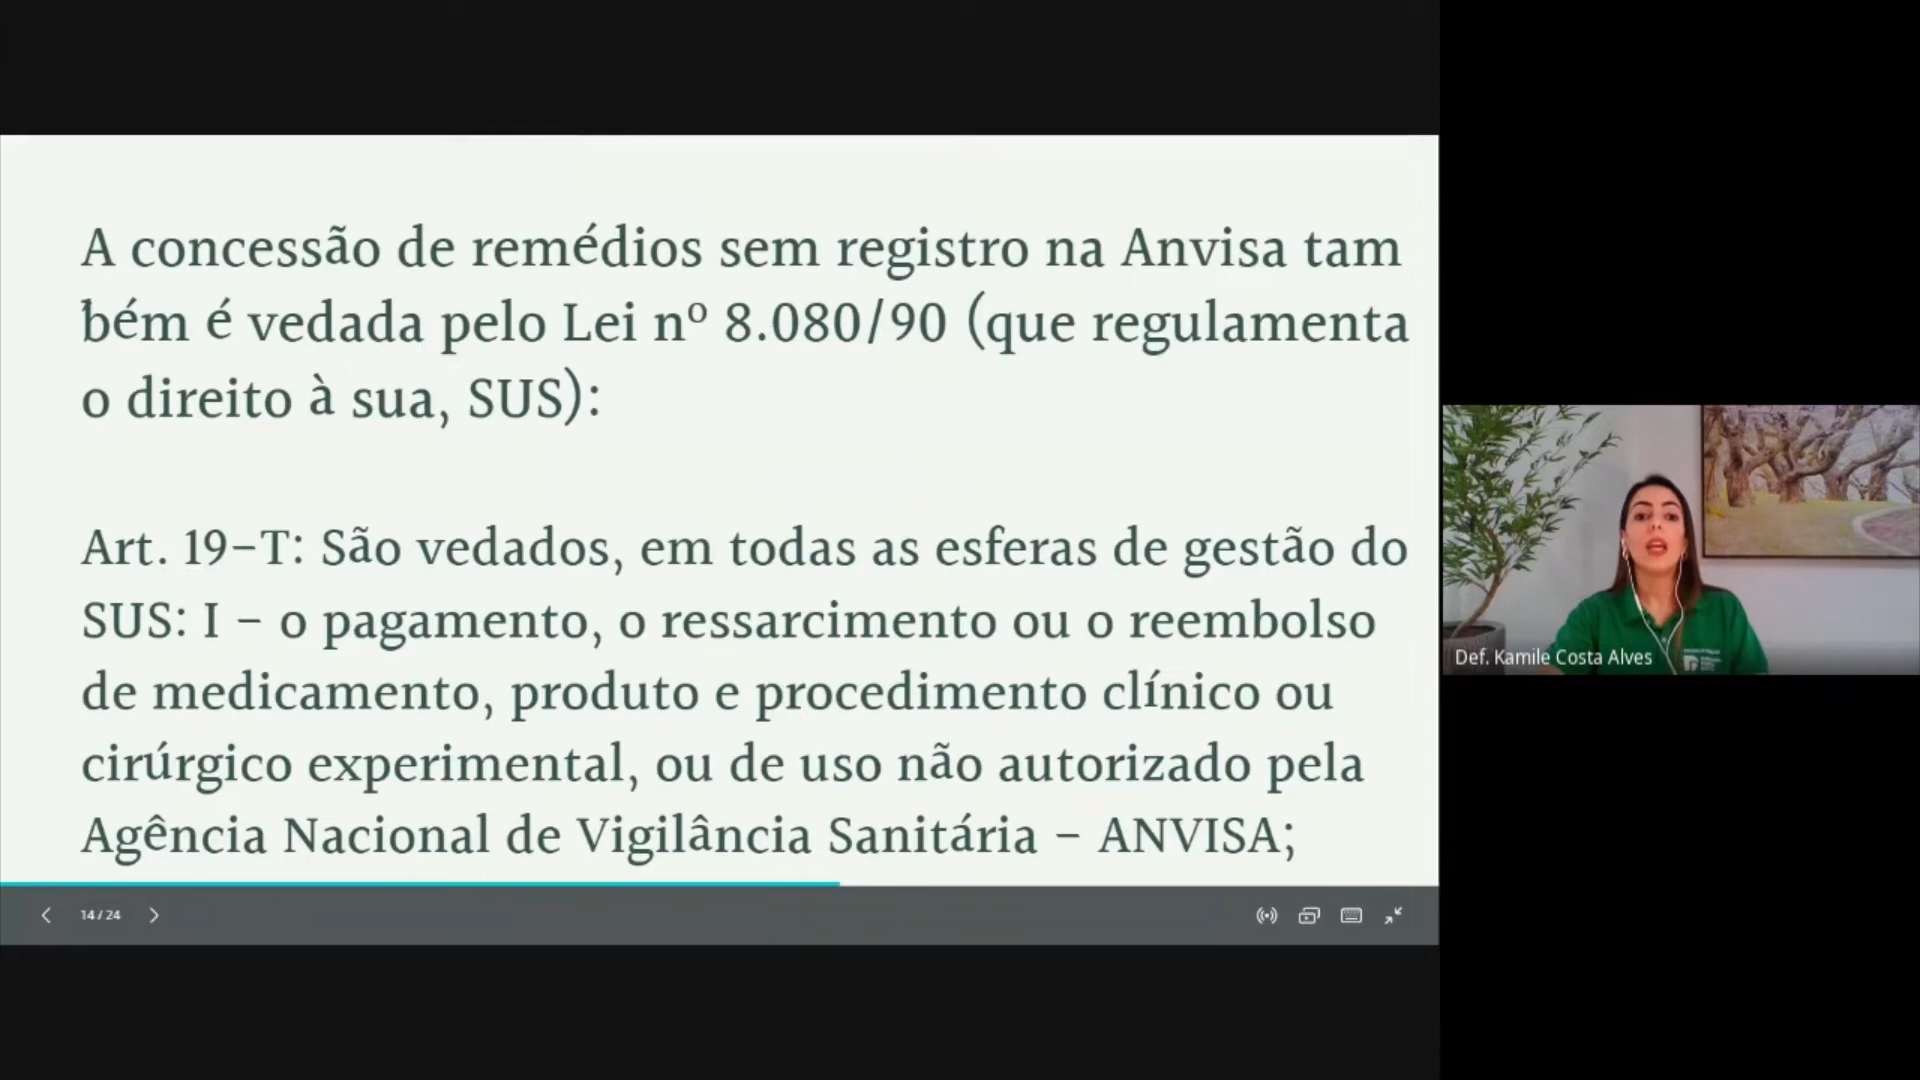 A concessão de remédios sem registro na Anvisa tam
bém é vedada pelo Lei nº 8.080/90 (que regulamenta
o direito à sua, SUS):
Art. 19-T: São vedados, em todas as esferas de gestão do
SUS: I - o pagamento, o ressarcimento ou o reembolso
de medicamento, produto e procedimento clínico ou
cirúrgico experimental, ou de uso não autorizado pela
Agência Nacional de Vigilância Sanitária - ANVISA;
14 / 24
Def. Kamile Costa Alves